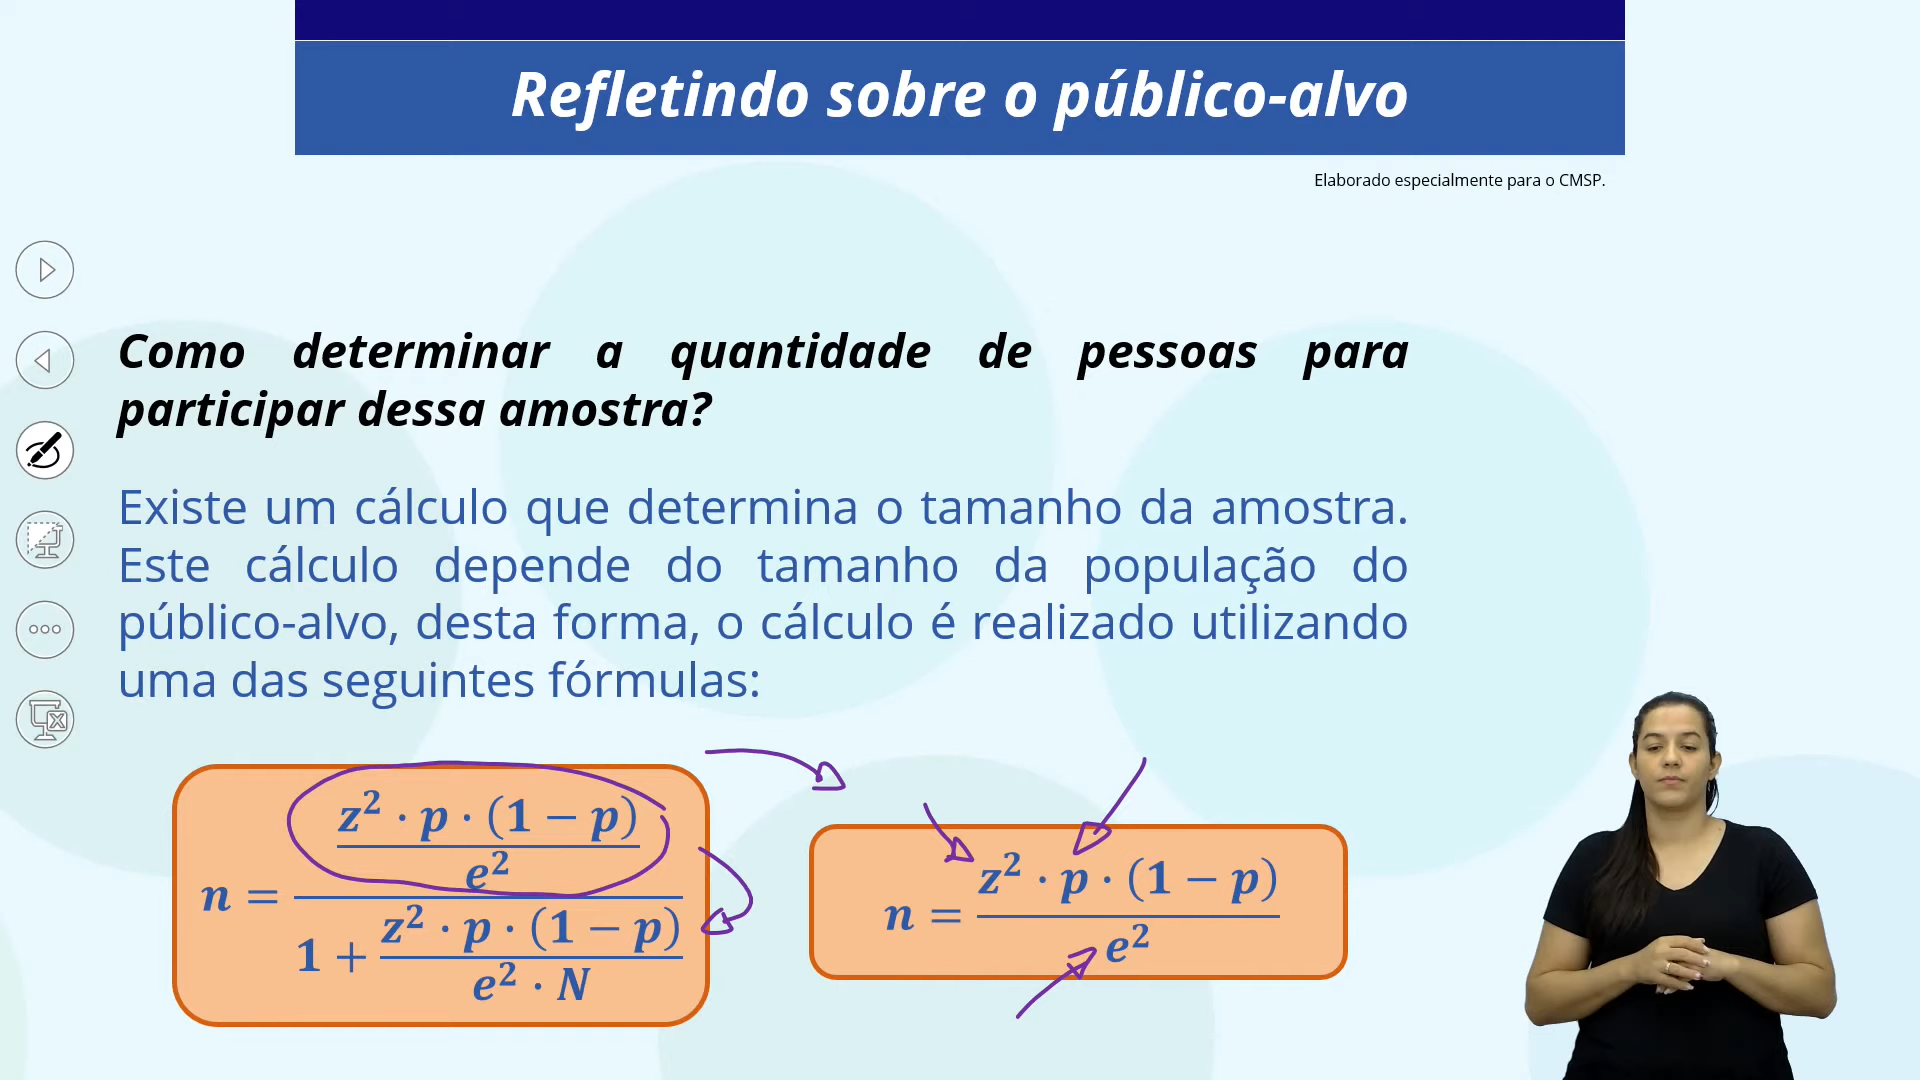 Refletindo sobre o público-alvo
Elaborado especialmente para o CMSP.
Como determinar a quantidade de pessoas para
participar dessa amostra?
Existe um cálculo que determina o tamanho da amostra.
Este cálculo depende do tamanho da população do
público-alvo, desta forma, o cálculo é realizado utilizando
uma das seguintes fórmulas:
z² · p · (1 − p)
e²
n =
1 + z² · p · (1 − p)
e² · N
z² · p · (1 − p)
n =
e²